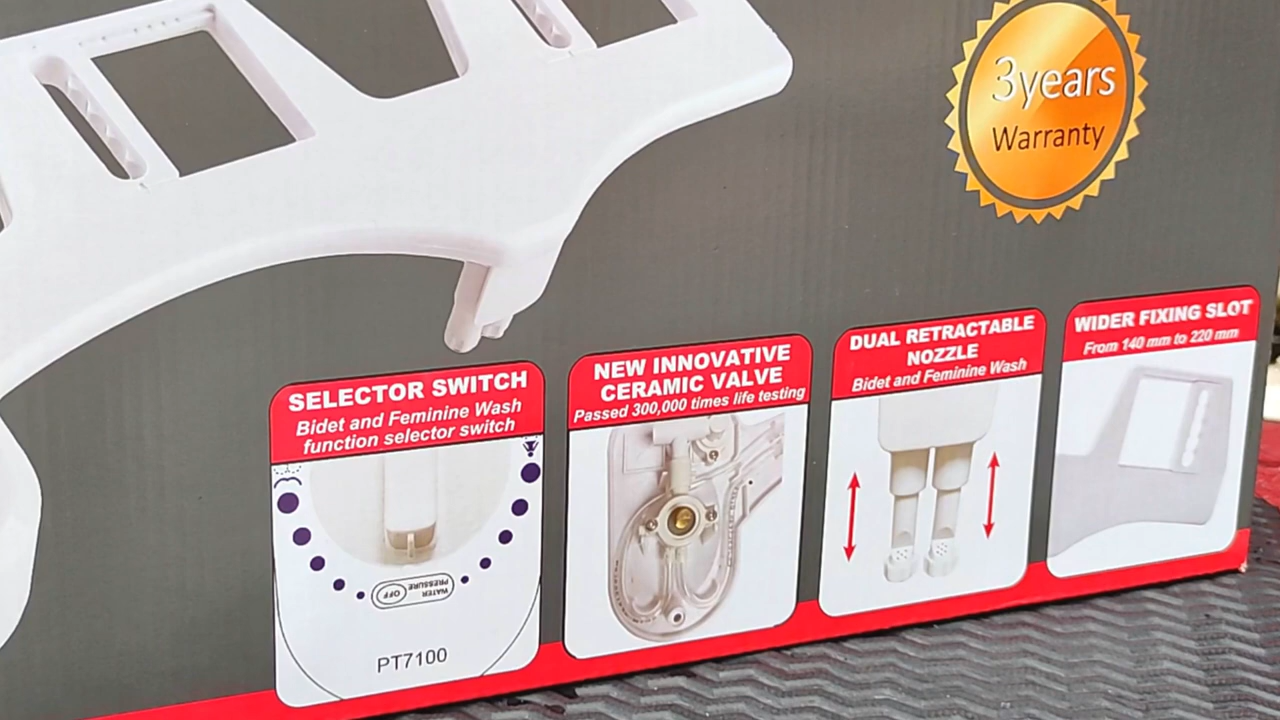 3years
Warranty
SELECTOR SWITCH
Bidet and Feminine Wash
function selector switch
WATER
PRESSURE
OFF
PT7100
NEW INNOVATIVE
CERAMIC VALVE
Passed 300,000 times life testing
DUAL RETRACTABLE
NOZZLE
Bidet and Feminine Wash
WIDER FIXING SLOT
From 140 mm to 220 mm